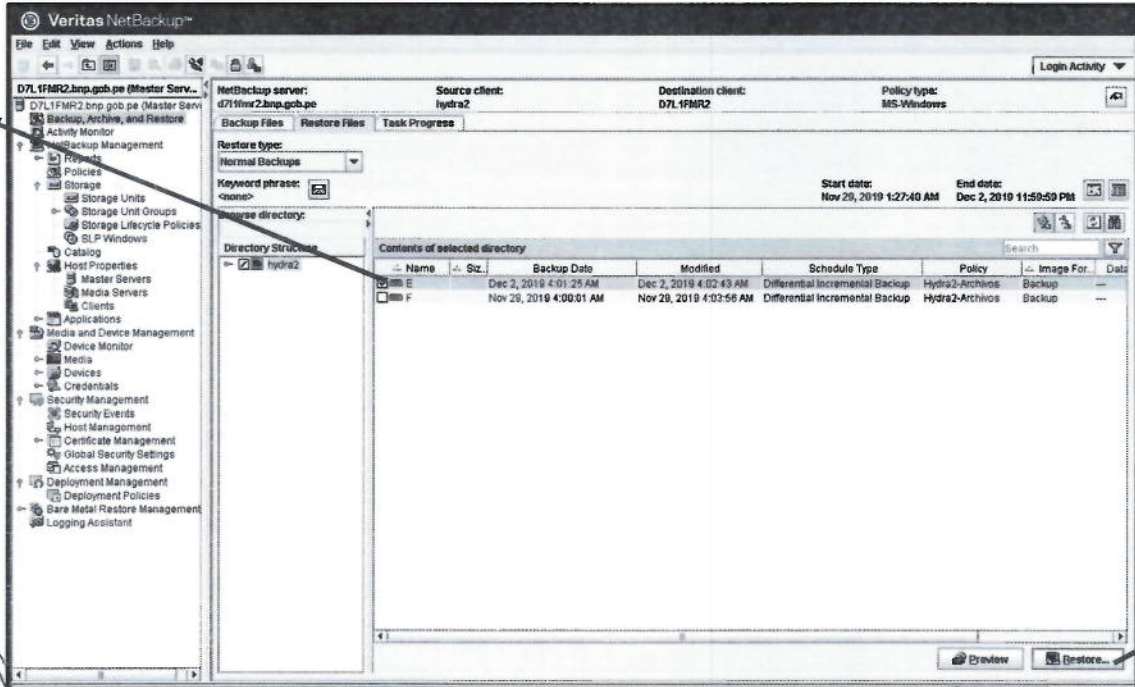 Veritas NetBackup™
File Edit View Actions Help
Login Activity
D7L1FMR2.bnp.gob.pe (Master Serv...
D7L1FMR2.bnp.gob.pe (Master Serv
Backup, Archive, and Restore
Activity Monitor
NetBackup Management
Reports
Policies
Storage
Storage Units
Storage Unit Groups
Storage Lifecycle Policies
SLP Windows
Catalog
Host Properties
Master Servers
Media Servers
Clients
Applications
Media and Device Management
Device Monitor
Media
Devices
Credentials
Security Management
Security Events
Host Management
Certificate Management
Global Security Settings
Access Management
Deployment Management
Deployment Policies
Bare Metal Restore Management
Logging Assistant
NetBackup server: Source client: Destination client: Policy type:
d7l1fmr2.bnp.gob.pe hydra2 D7L1FMR2 MS-Windows
Backup Files Restore Files Task Progress
Restore type:
Normal Backups
Keyword phrase:
<none>
Start date: End date:
Nov 29, 2019 1:27:40 AM Dec 2, 2019 11:59:59 PM
Browse directory:
Directory Structure
hydra2
Contents of selected directory
Search
Name Siz... Backup Date Modified Schedule Type Policy Image For... Data
E Dec 2, 2019 4:01:25 AM Dec 2, 2019 4:02:43 AM Differential Incremental Backup Hydra2-Archivos Backup ---
F Nov 29, 2019 4:00:01 AM Nov 29, 2019 4:03:56 AM Differential Incremental Backup Hydra2-Archivos Backup ---
Preview Restore...